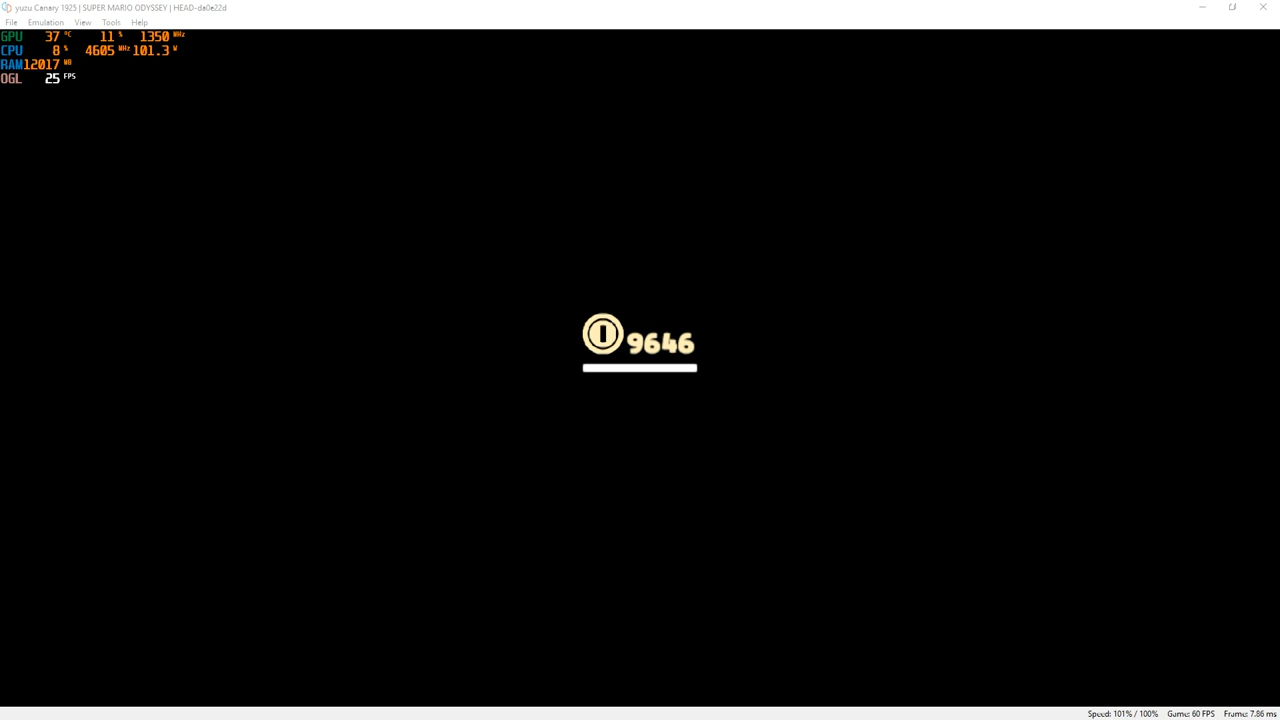 yuzu Canary 1925 | SUPER MARIO ODYSSEY | HEAD-da0e22d
File Emulation View Tools Help
GPU 37 °C 11 % 1350 MHz
CPU 8 % 4605 MHz 101.3 W
RAM 12017 MB
OGL 25 FPS
9646
Speed: 101% / 100% Game: 60 FPS Frame: 7.86 ms